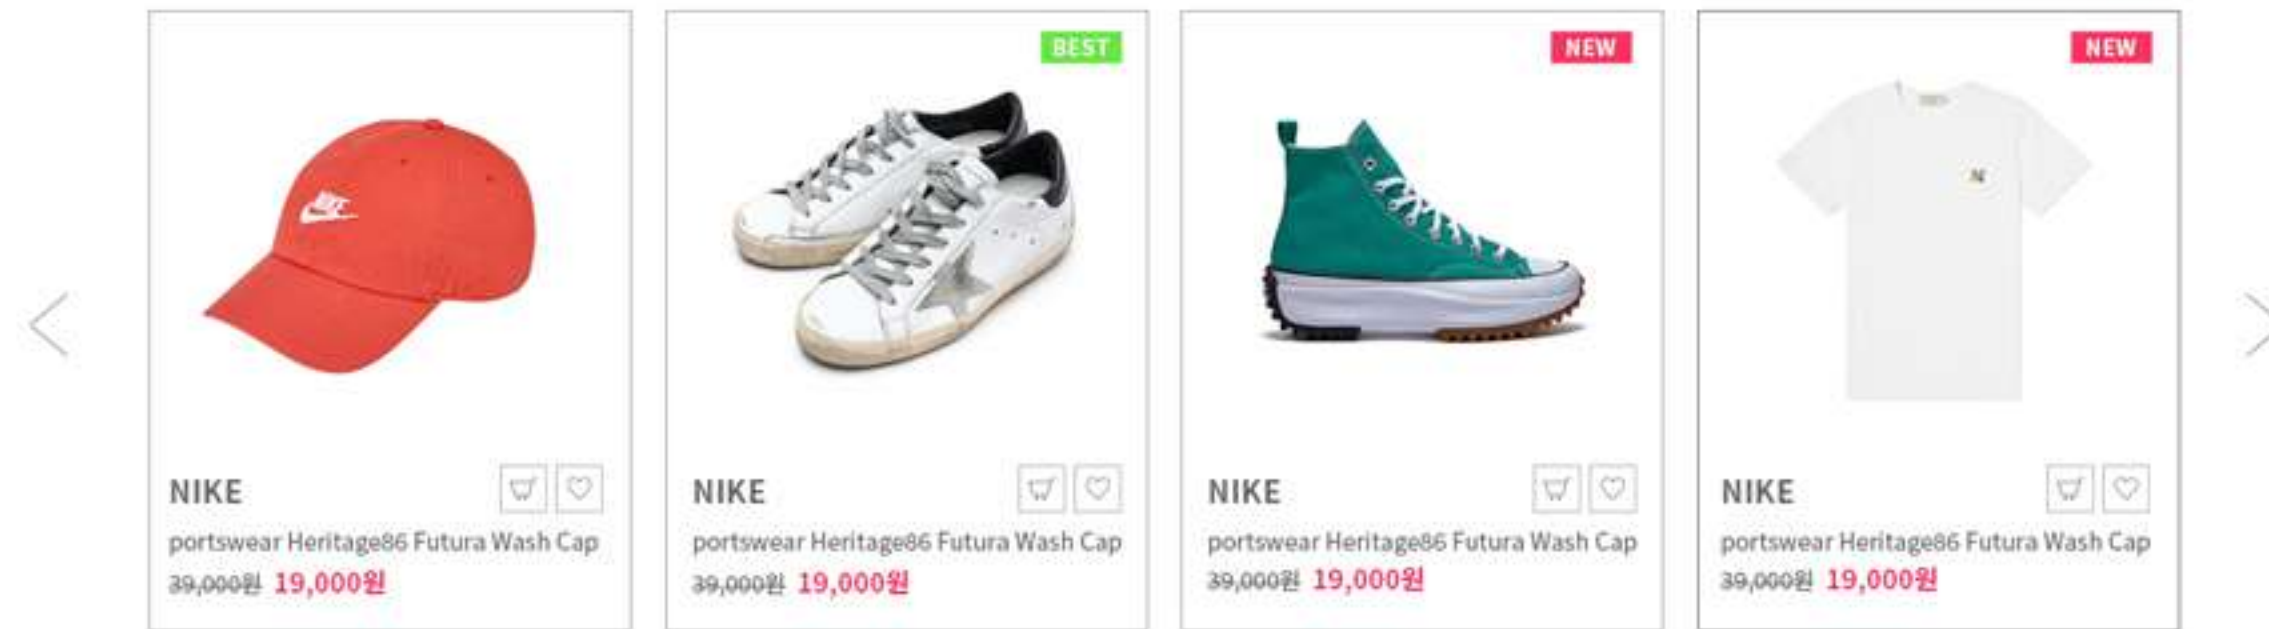 NIKE
NIKE
portswear Heritage86 Futura Wash Cap
39,000원 19,000원
BEST
NIKE
portswear Heritage86 Futura Wash Cap
39,000원 19,000원
NEW
NIKE
portswear Heritage86 Futura Wash Cap
39,000원 19,000원
NEW
NIKE
portswear Heritage86 Futura Wash Cap
39,000원 19,000원